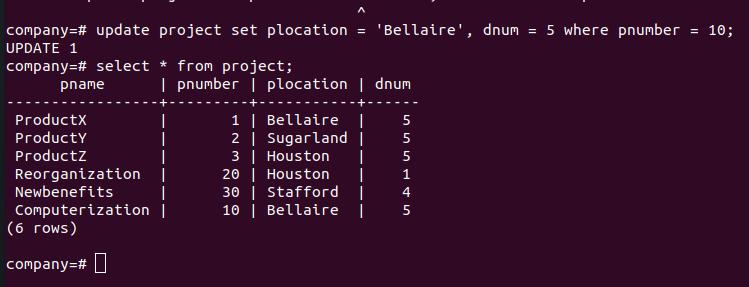 ^
company=# update project set plocation = 'Bellaire', dnum = 5 where pnumber = 10;
UPDATE 1
company=# select * from project;
     pname      | pnumber | plocation | dnum
----------------+---------+-----------+------
 ProductX       |       1 | Bellaire  |    5
 ProductY       |       2 | Sugarland |    5
 ProductZ       |       3 | Houston   |    5
 Reorganization |      20 | Houston   |    1
 Newbenefits    |      30 | Stafford  |    4
 Computerization |      10 | Bellaire  |    5
(6 rows)
company=#